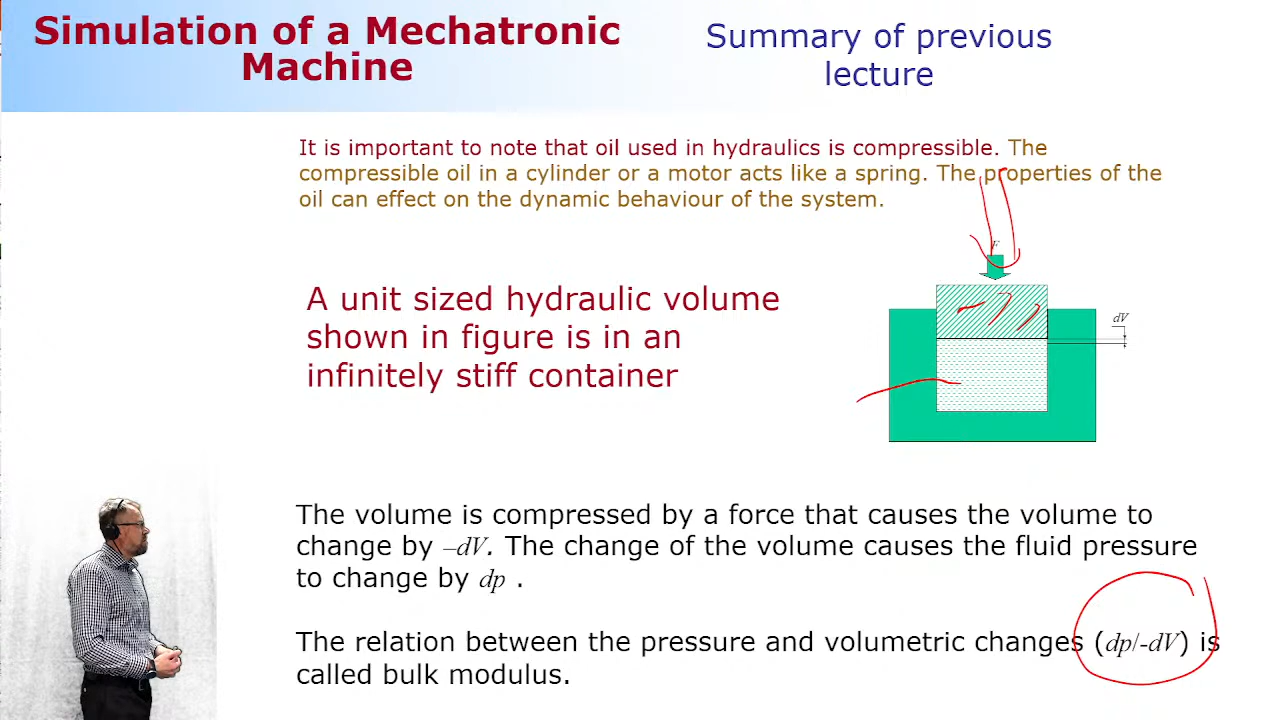 Simulation of a Mechatronic
Machine
Summary of previous
lecture
It is important to note that oil used in hydraulics is compressible. The
compressible oil in a cylinder or a motor acts like a spring. The properties of the
oil can effect on the dynamic behaviour of the system.
F
A unit sized hydraulic volume
shown in figure is in an
infinitely stiff container
dV
The volume is compressed by a force that causes the volume to
change by –dV. The change of the volume causes the fluid pressure
to change by dp .
The relation between the pressure and volumetric changes (dp/-dV) is
called bulk modulus.